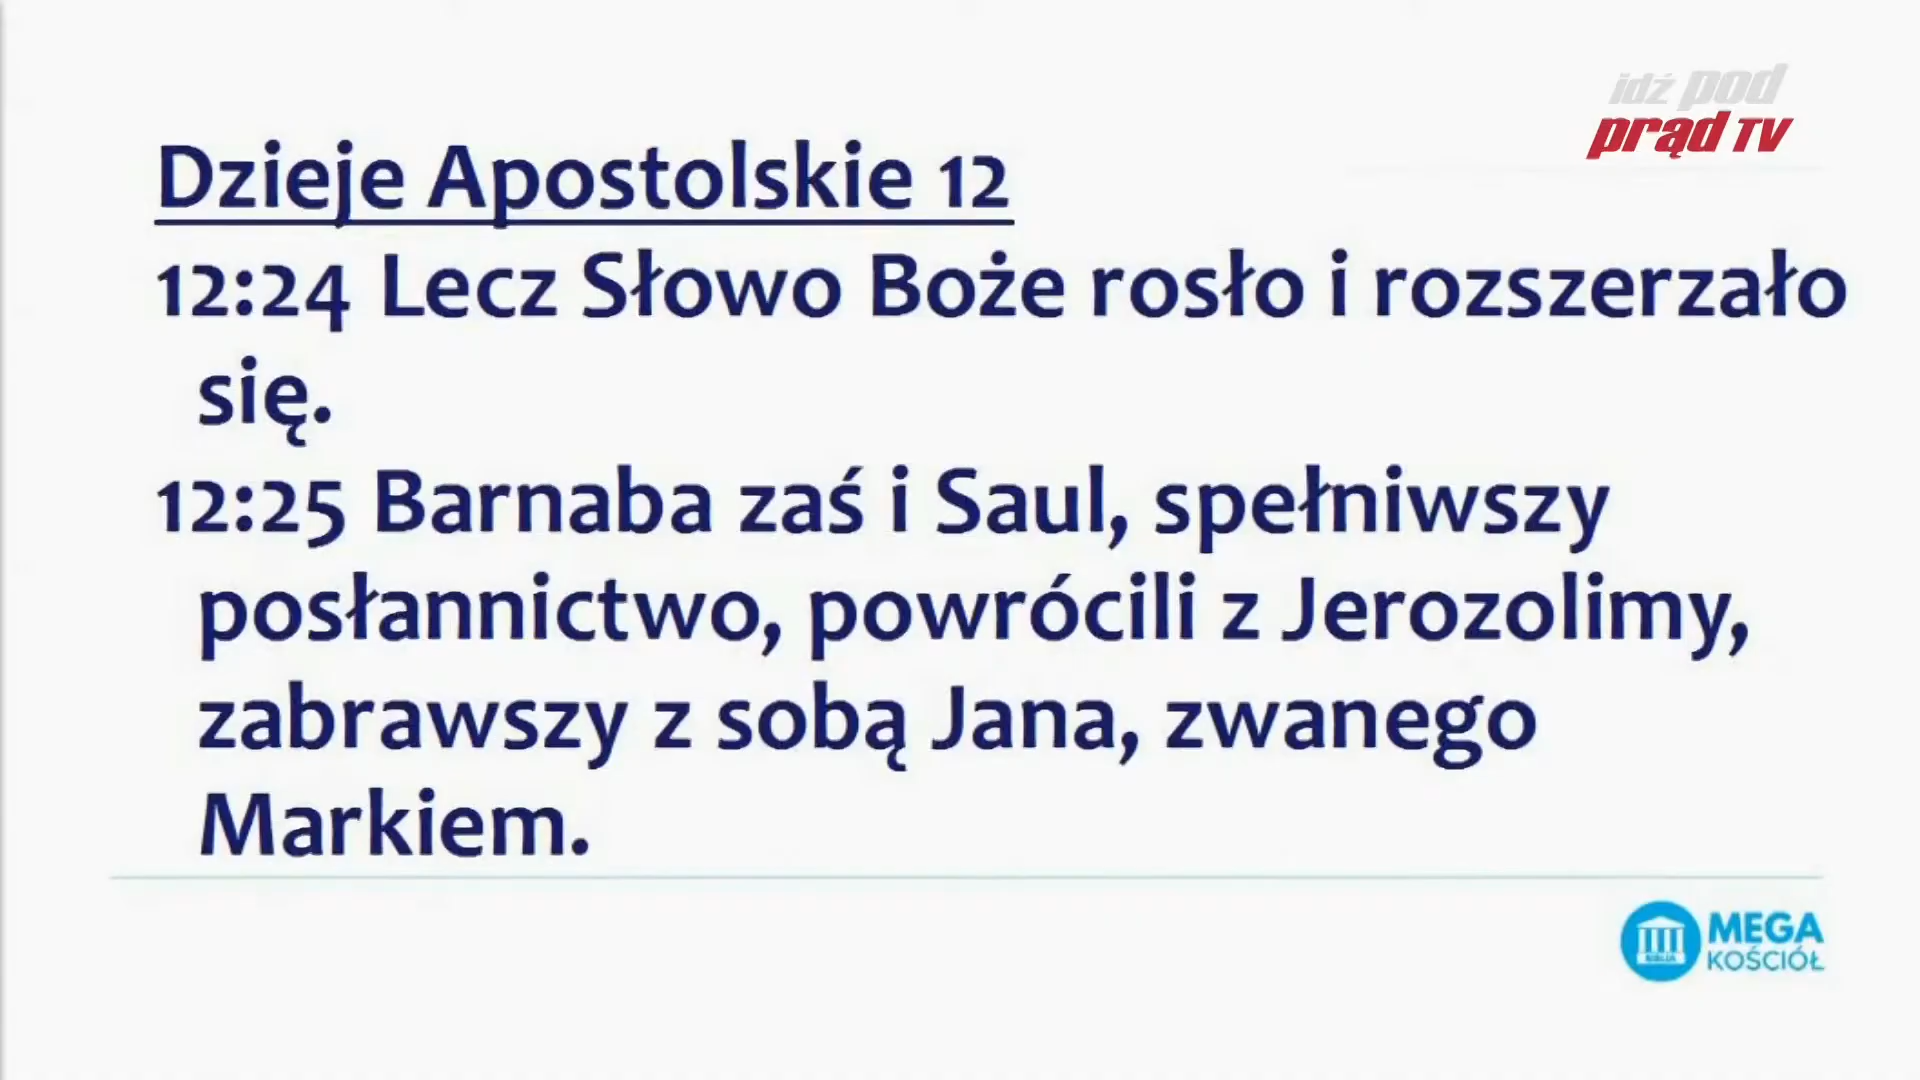 idź pod
prąd TV
Dzieje Apostolskie 12
12:24 Lecz Słowo Boże rosło i rozszerzało
się.
12:25 Barnaba zaś i Saul, spełniwszy
posłannictwo, powrócili z Jerozolimy,
zabrawszy z sobą Jana, zwanego
Markiem.
BIBLIA
MEGA
KOŚCIÓŁ